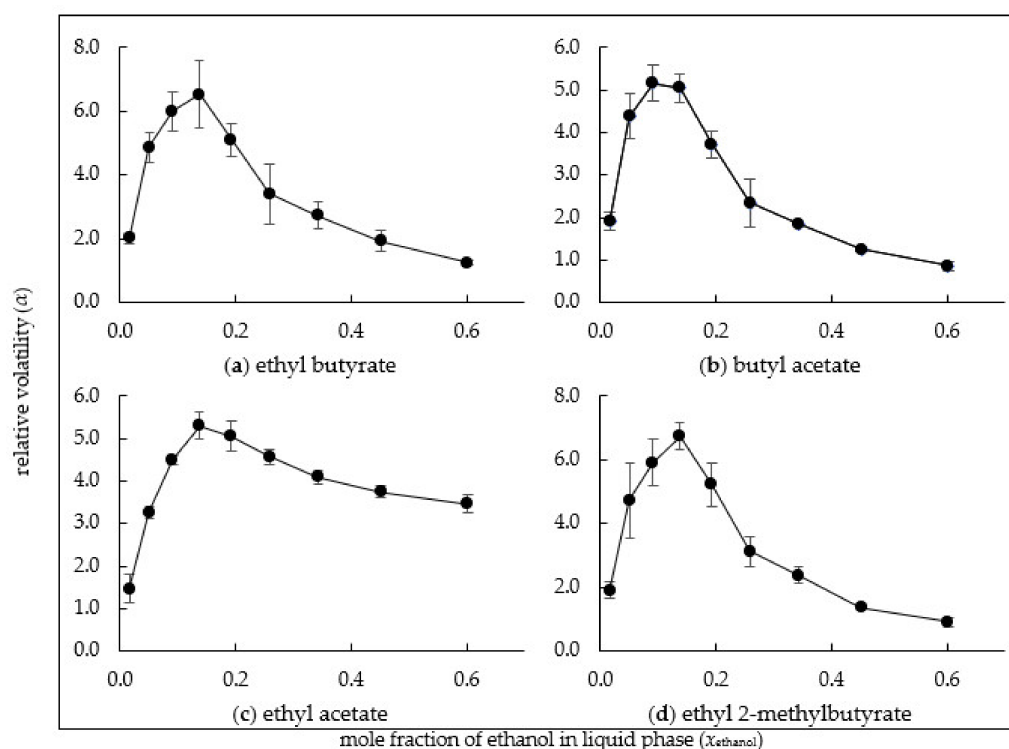 8.0
6.0
4.0
2.0
0.0
0.0 0.2 0.4 0.6
(a) ethyl butyrate
6.0
5.0
4.0
3.0
2.0
1.0
0.0
0.0 0.2 0.4 0.6
(b) butyl acetate
relative volatility (α)
6.0
5.0
4.0
3.0
2.0
1.0
0.0
0.0 0.2 0.4 0.6
(c) ethyl acetate
8.0
6.0
4.0
2.0
0.0
0.0 0.2 0.4 0.6
(d) ethyl 2-methylbutyrate
mole fraction of ethanol in liquid phase (χethanol)